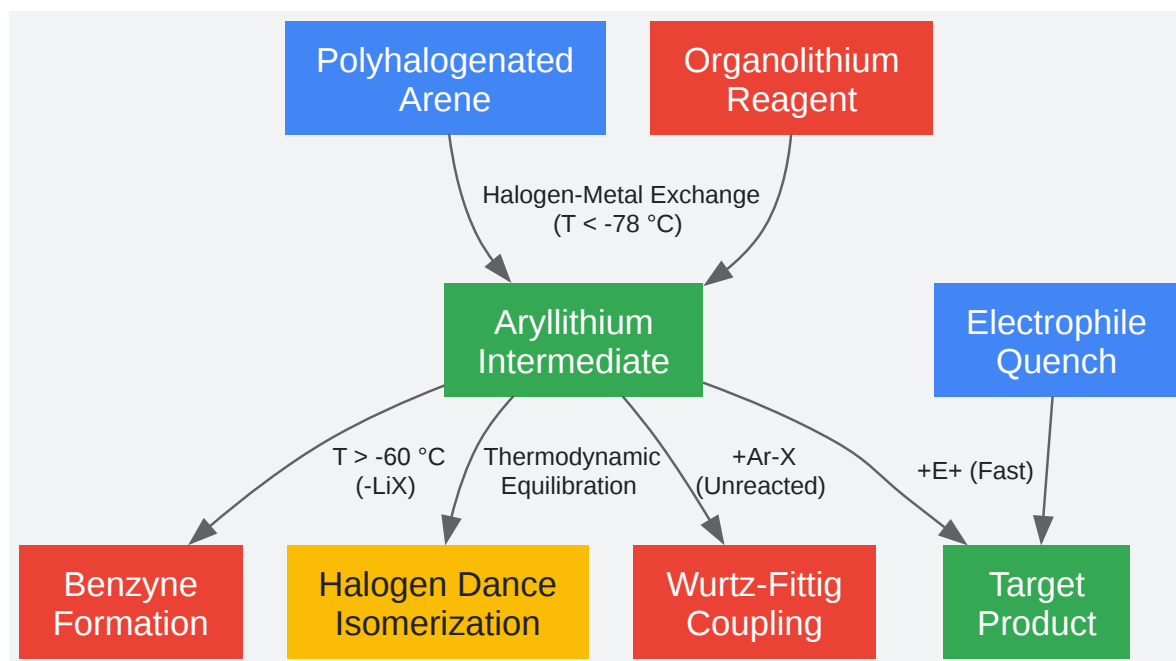 Polyhalogenated
Arene
Organolithium
Reagent
Halogen-Metal Exchange
(T < -78 °C)
Aryllithium
Intermediate
Electrophile
Quench
T > -60 °C
(-LiX)
Thermodynamic
Equilibration
+Ar-X
(Unreacted)
+E+ (Fast)
Benzyne
Formation
Halogen Dance
Isomerization
Wurtz-Fittig
Coupling
Target
Product